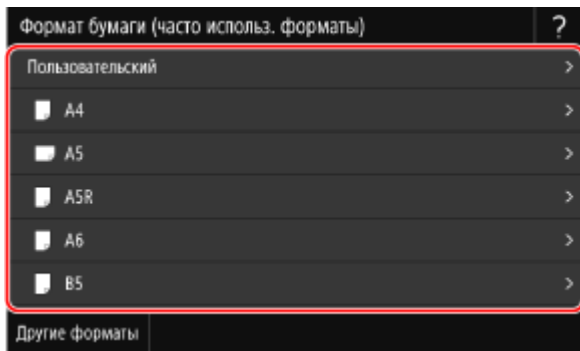 Формат бумаги (часто использ. форматы) ?
Пользовательский >
A4 >
A5 >
A5R >
A6 >
B5 >
Другие форматы